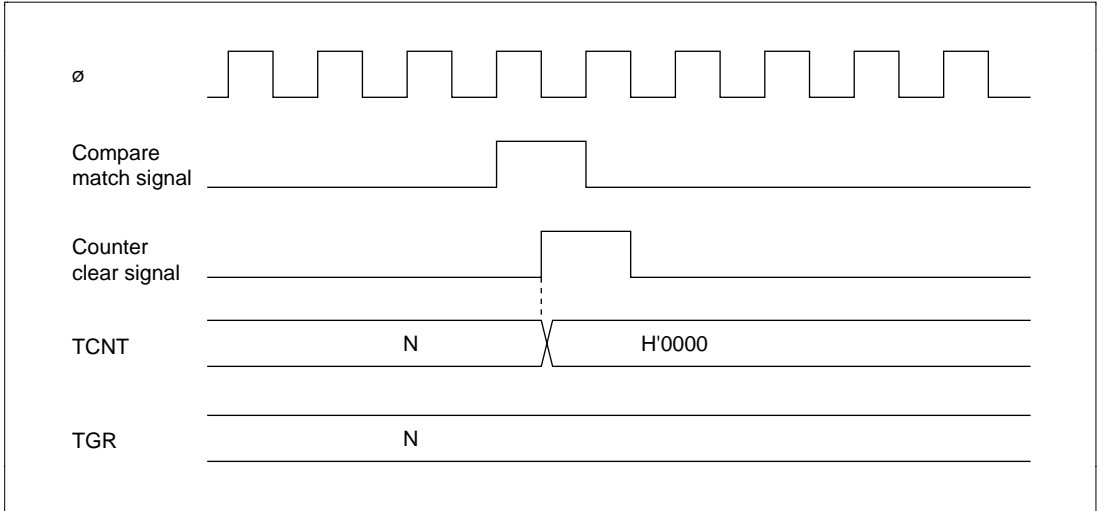 ø
Compare
match signal
Counter
clear signal
TCNT N H'0000
TGR N